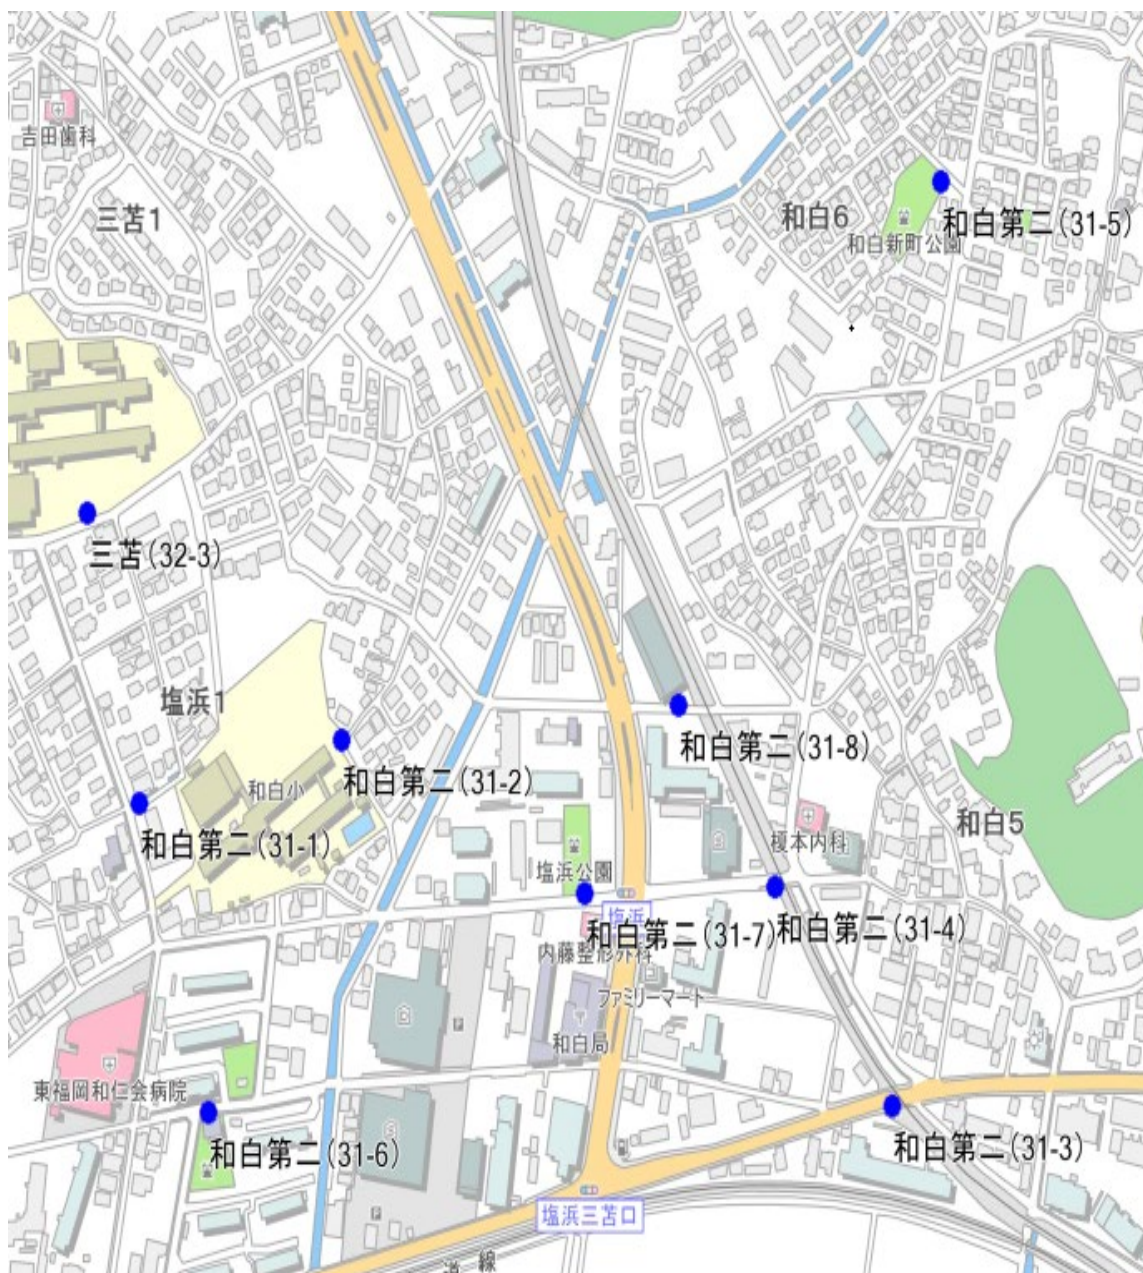 吉田歯科
三苫1
和白6
和白第二(31-5)
和白新町公園
三苫(32-3)
塩浜1
和白第二(31-8)
和白小
和白第二(31-2)
和白第二(31-1)
榎本内科
和白5
塩浜公園
塩浜
和白第二(31-7)
和白第二(31-4)
内藤整形外科
ファミリーマート
和白局
東福岡和仁会病院
和白第二(31-6)
和白第二(31-3)
塩浜三苫口
線